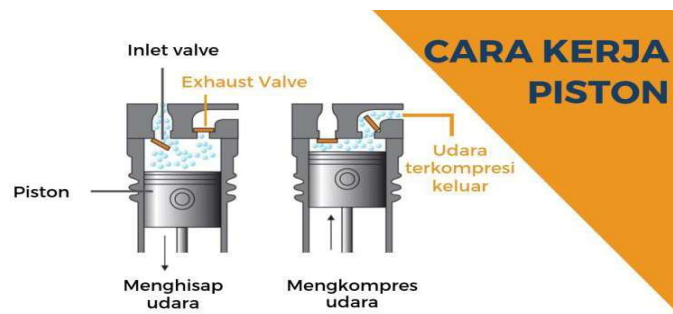 CARA KERJA
PISTON
Inlet valve
Exhaust Valve
Piston
Udara
terkompresi
keluar
Menghisap
udara
Mengkompres
udara